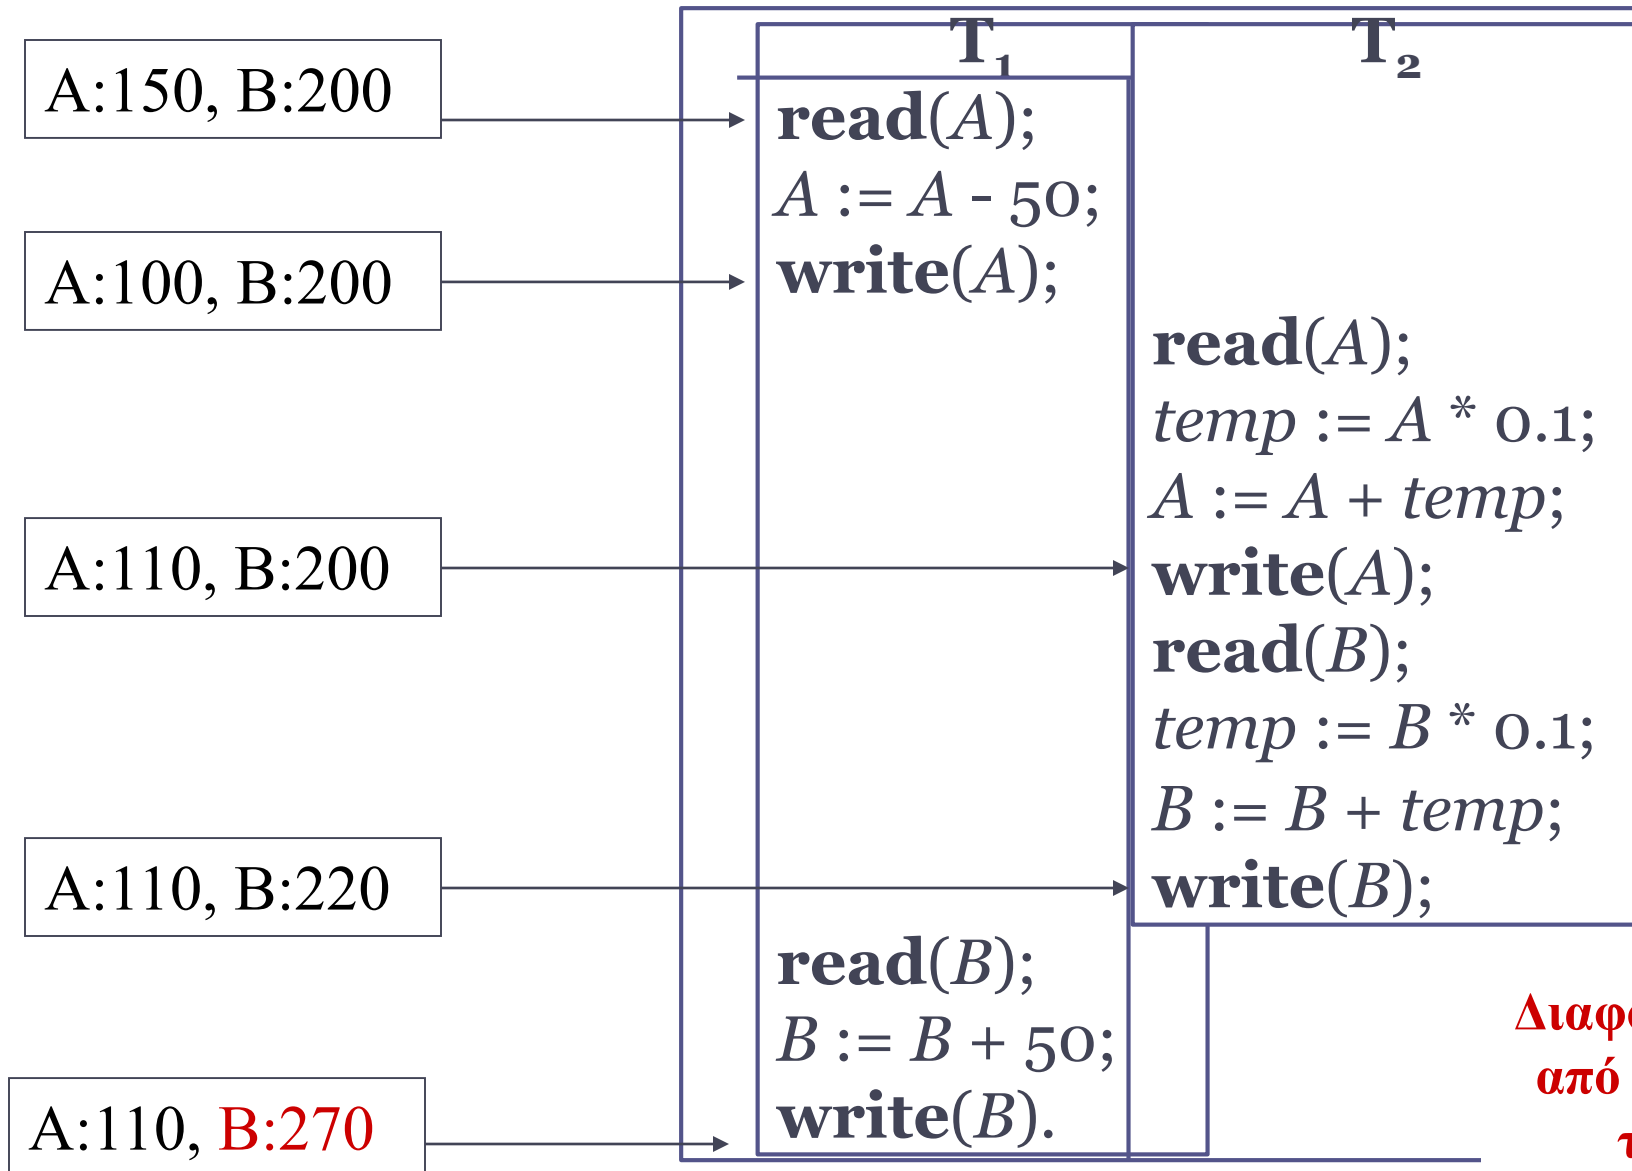 T1 T2
A:150, B:200
read(A);
A := A - 50;
A:100, B:200
write(A);
read(A);
temp := A * 0.1;
A := A + temp;
A:110, B:200
write(A);
read(B);
temp := B * 0.1;
B := B + temp;
A:110, B:220
write(B);
read(B);
B := B + 50;
από
A:110, B:270
write(B).